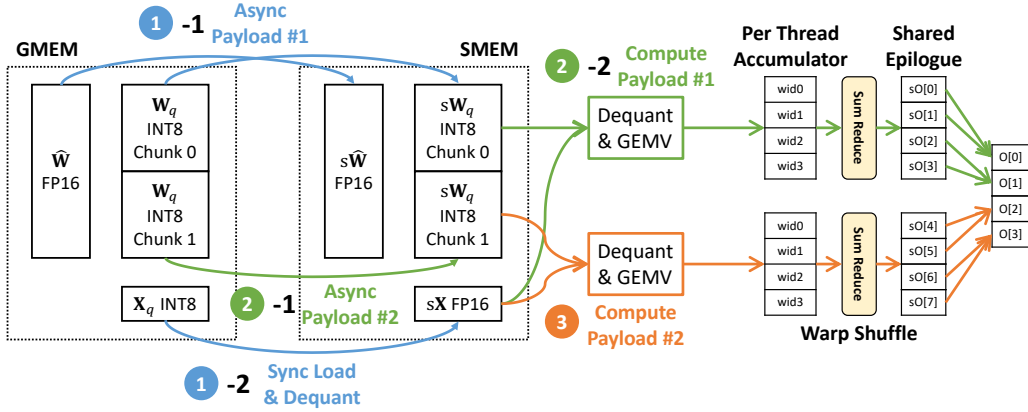 1 -1 Async
Payload #1
GMEM
SMEM
Ŵ
FP16
W_q
INT8
Chunk 0
W_q
INT8
Chunk 1
X_q INT8
sŴ
FP16
sW_q
INT8
Chunk 0
sW_q
INT8
Chunk 1
sX FP16
2 -1 Async
Payload #2
1 -2 Sync Load
& Dequant
2 -2 Compute
Payload #1
Dequant
& GEMV
Dequant
& GEMV
3 Compute
Payload #2
Per Thread
Accumulator
wid0
wid1
wid2
wid3
Sum Reduce
Shared
Epilogue
sO[0]
sO[1]
sO[2]
sO[3]
wid0
wid1
wid2
wid3
Sum Reduce
sO[4]
sO[5]
sO[6]
sO[7]
Warp Shuffle
O[0]
O[1]
O[2]
O[3]